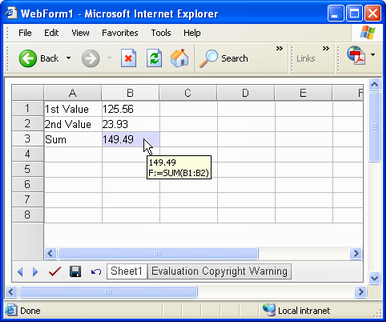 WebForm1 - Microsoft Internet Explorer
File Edit View Favorites Tools Help
Back Search Links
A B C D E F
1 1st Value 125.56
2 2nd Value 23.93
3 Sum 149.49
4
149.49
5
F:=SUM(B1:B2)
6
7
8
Sheet1 Evaluation Copyright Warning
Done Local intranet